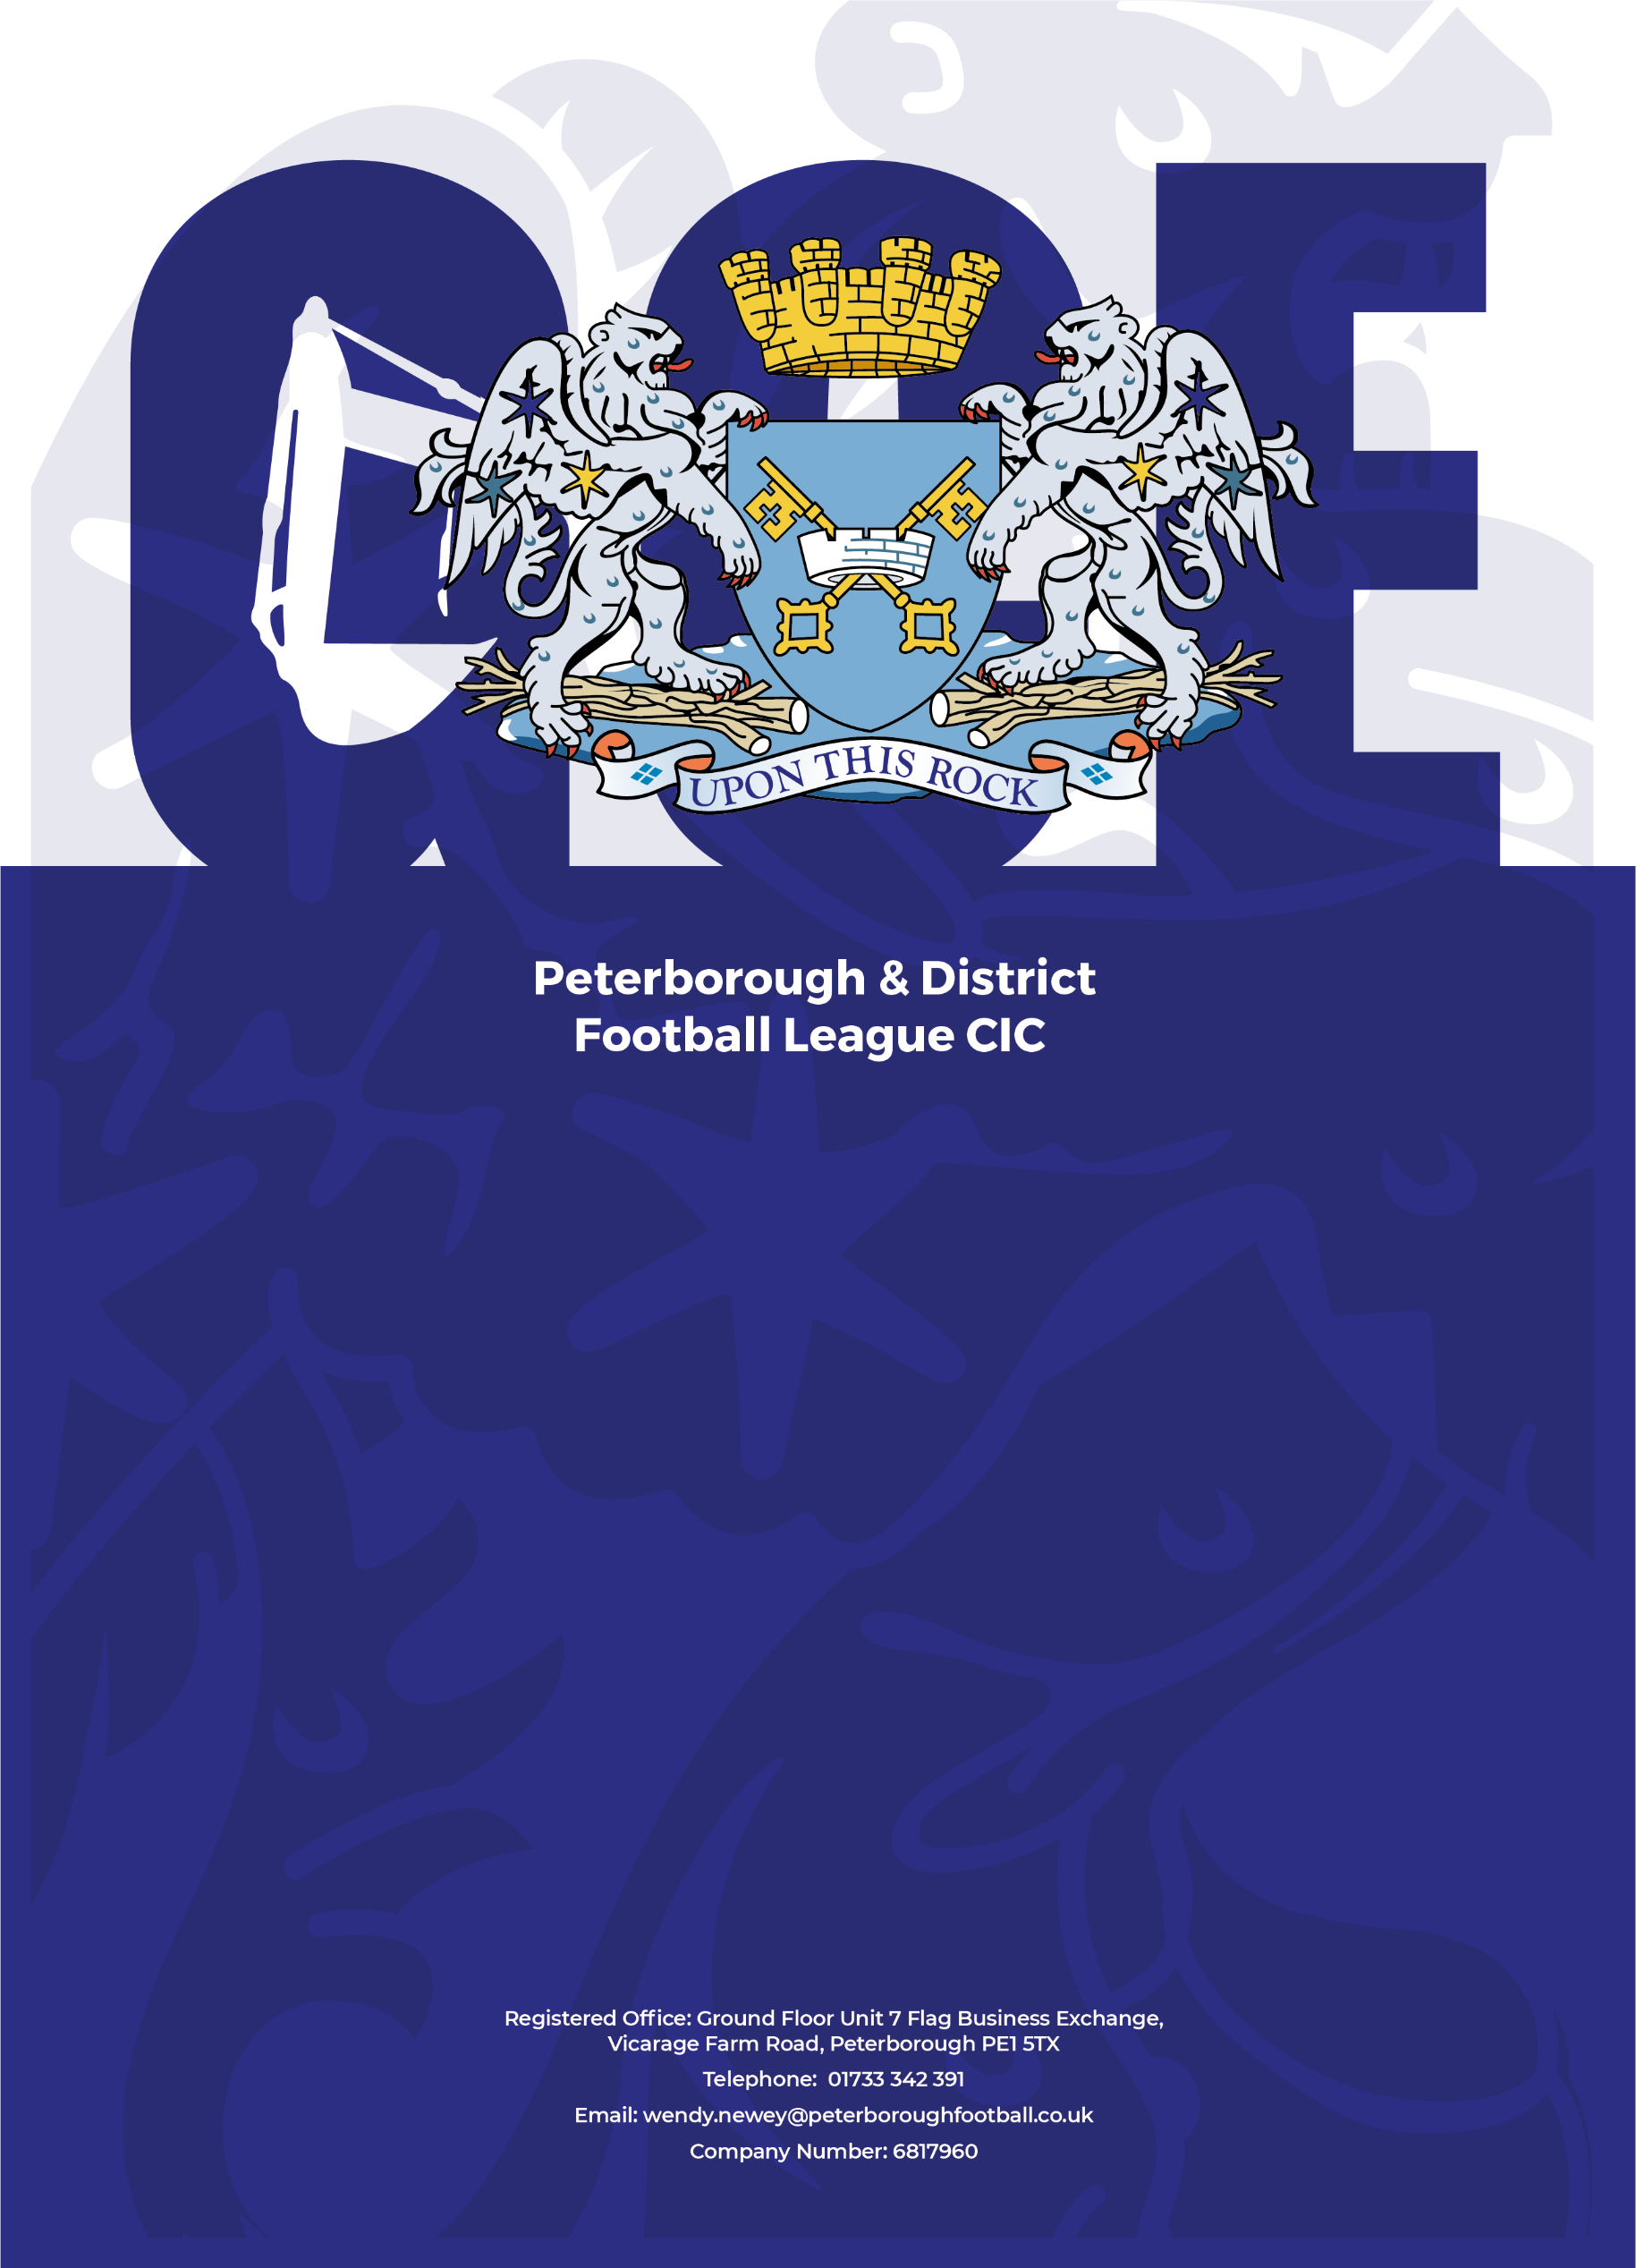 UPON THIS ROCK
Peterborough & District
Football League CIC
Registered Office: Ground Floor Unit 7 Flag Business Exchange,
Vicarage Farm Road, Peterborough PE1 5TX
Telephone: 01733 342 391
Email: wendy.newey@peterboroughfootball.co.uk
Company Number: 6817960